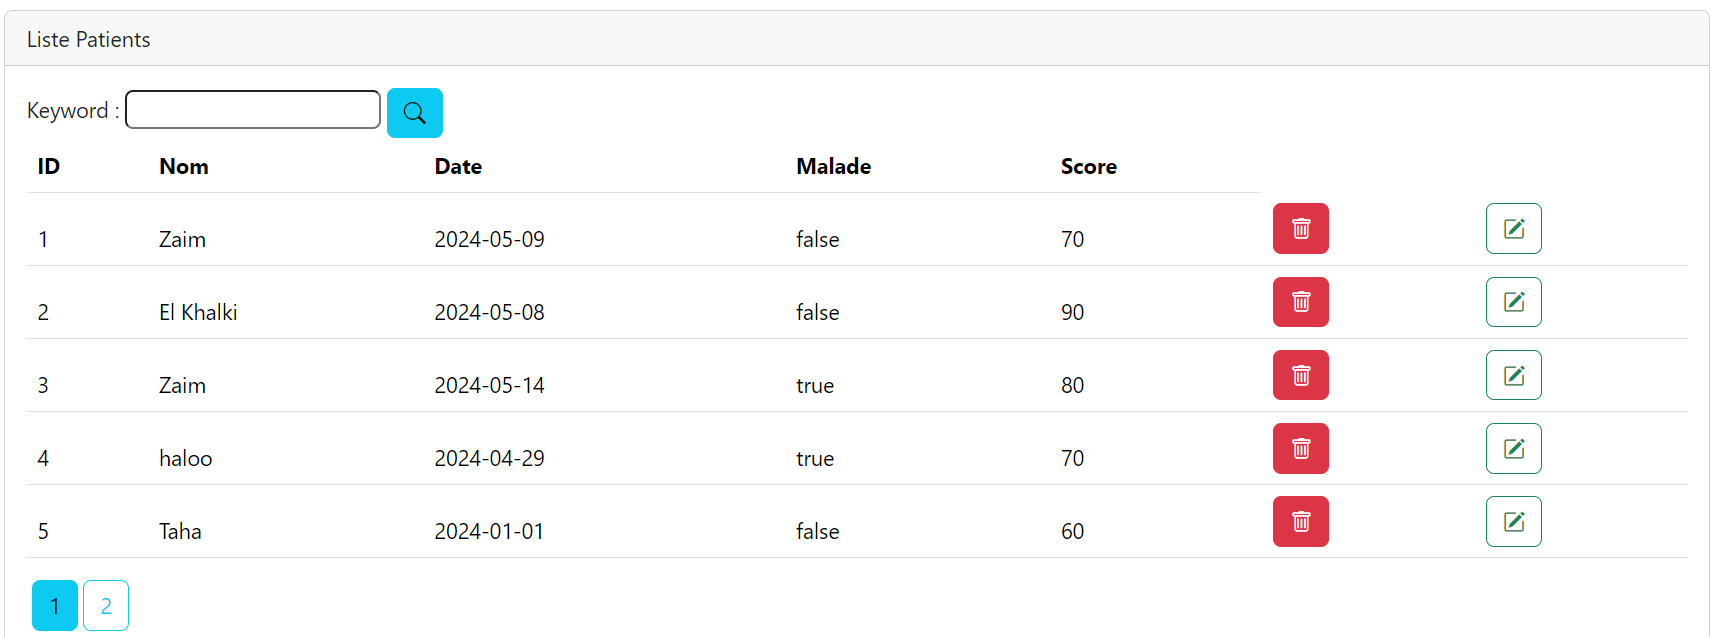 Liste Patients
Keyword :
ID Nom Date Malade Score
1 Zaim 2024-05-09 false 70
2 El Khalki 2024-05-08 false 90
3 Zaim 2024-05-14 true 80
4 haloo 2024-04-29 true 70
5 Taha 2024-01-01 false 60
1 2